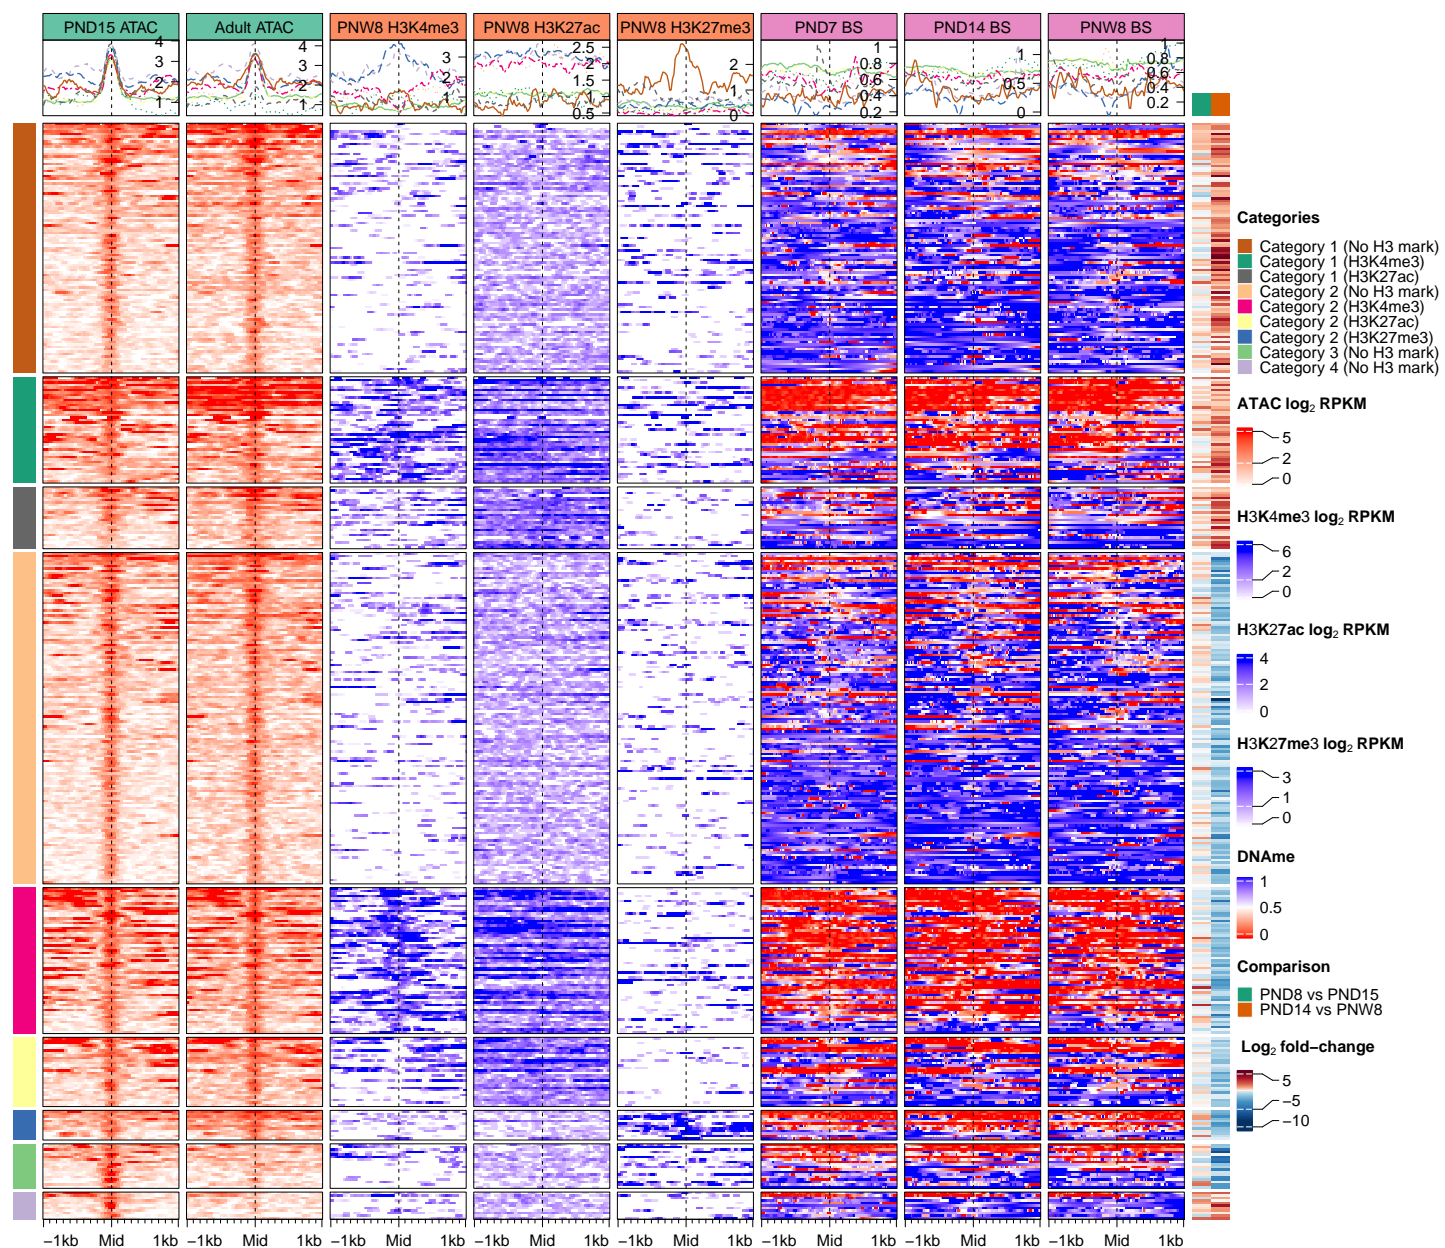 PND15 ATAC
Adult ATAC
PNW8 H3K4me3
PNW8 H3K27ac
PNW8 H3K27me3
PND7 BS
PND14 BS
PNW8 BS
4
3
2
1
4
3
2
1
3
2
1
2.5
2
1.5
1
0.5
2
1
0
1
0.8
0.6
0.4
0.2
1
0.5
0
1
0.8
0.6
0.4
0.2
Categories
Category 1 (No H3 mark)
Category 1 (H3K4me3)
Category 1 (H3K27ac)
Category 2 (No H3 mark)
Category 2 (H3K4me3)
Category 2 (H3K27ac)
Category 2 (H3K27me3)
Category 3 (No H3 mark)
Category 4 (No H3 mark)
ATAC log₂ RPKM
5
2
0
H3K4me3 log₂ RPKM
6
2
0
H3K27ac log₂ RPKM
4
2
0
H3K27me3 log₂ RPKM
3
1
0
DNAme
1
0.5
0
Comparison
PND8 vs PND15
PND14 vs PNW8
Log₂ fold−change
5
−5
−10
−1kb Mid 1kb
−1kb Mid 1kb
−1kb Mid 1kb
−1kb Mid 1kb
−1kb Mid 1kb
−1kb Mid 1kb
−1kb Mid 1kb
−1kb Mid 1kb